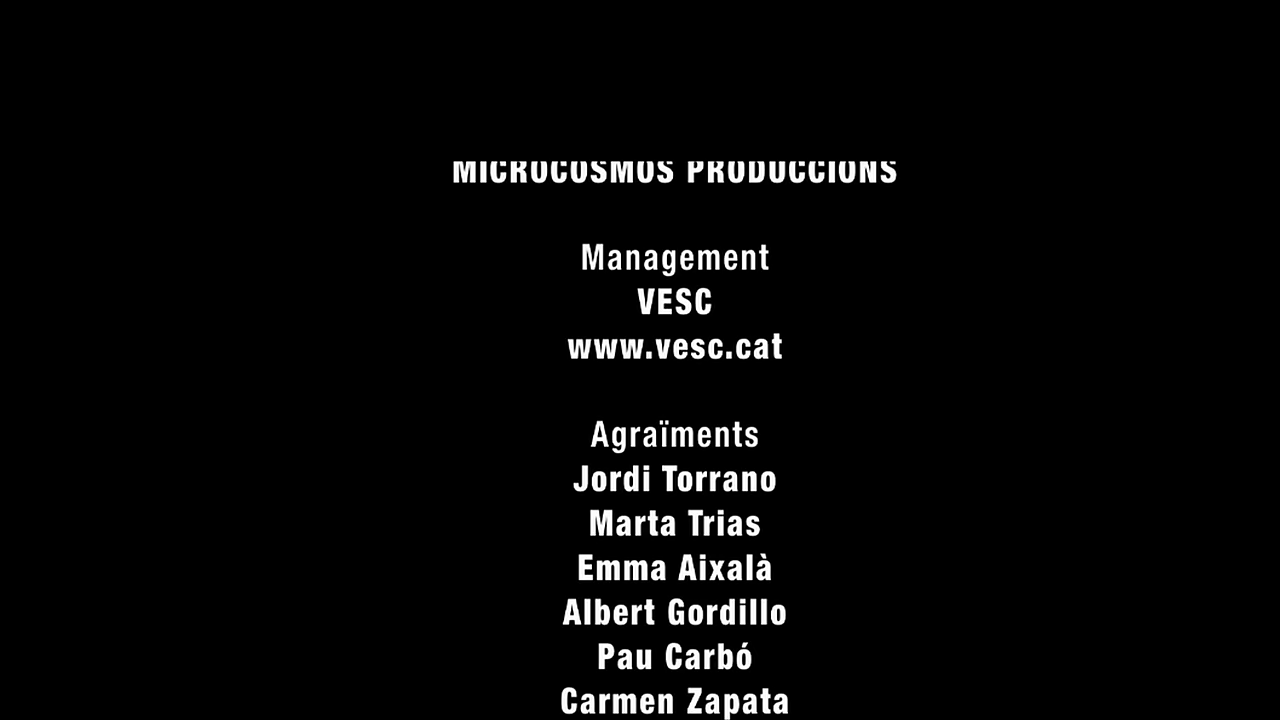 MICROCOSMOS PRODUCCIONS
Management
VESC
www.vesc.cat
Agraïments
Jordi Torrano
Marta Trias
Emma Aixalà
Albert Gordillo
Pau Carbó
Carmen Zapata